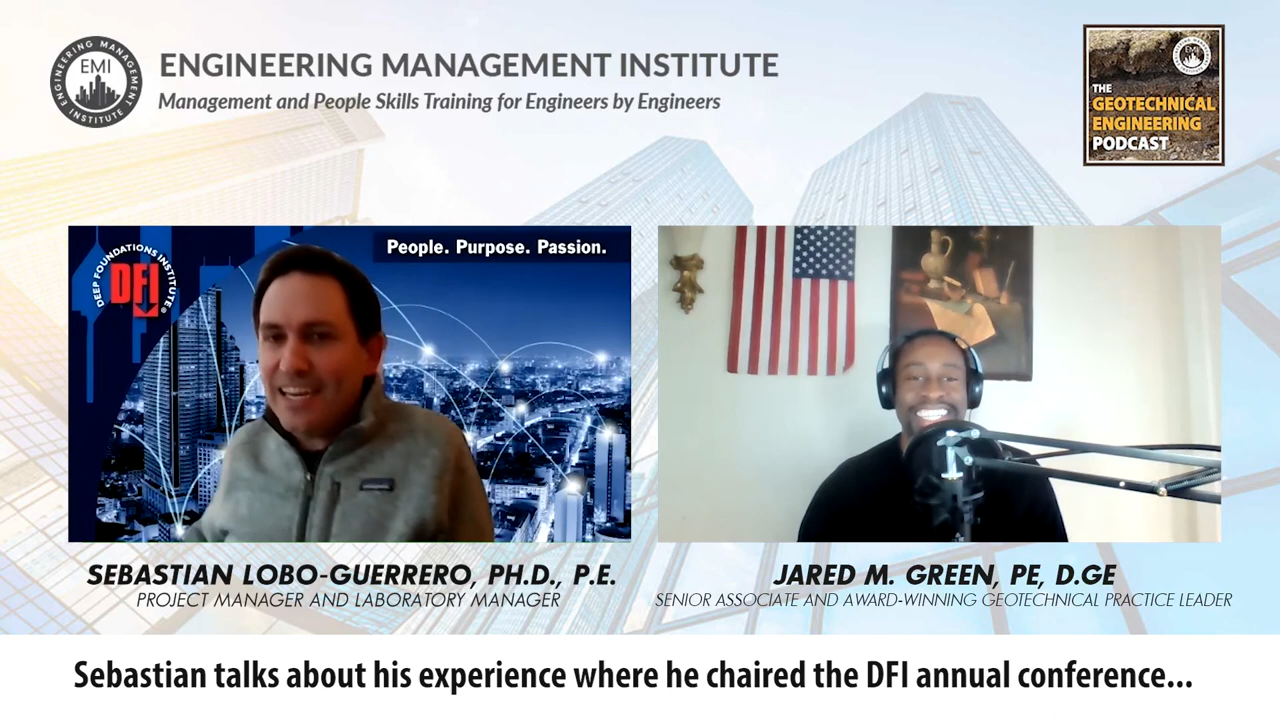 ENGINEERING MANAGEMENT INSTITUTE
EMI
ENGINEERING MANAGEMENT INSTITUTE
Management and People Skills Training for Engineers by Engineers
EMI
THE
GEOTECHNICAL
ENGINEERING
PODCAST
DEEP FOUNDATIONS INSTITUTE®
DFI
People. Purpose. Passion.
SEBASTIAN LOBO-GUERRERO, PH.D., P.E.
PROJECT MANAGER AND LABORATORY MANAGER
JARED M. GREEN, PE, D.GE
SENIOR ASSOCIATE AND AWARD-WINNING GEOTECHNICAL PRACTICE LEADER
Sebastian talks about his experience where he chaired the DFI annual conference...